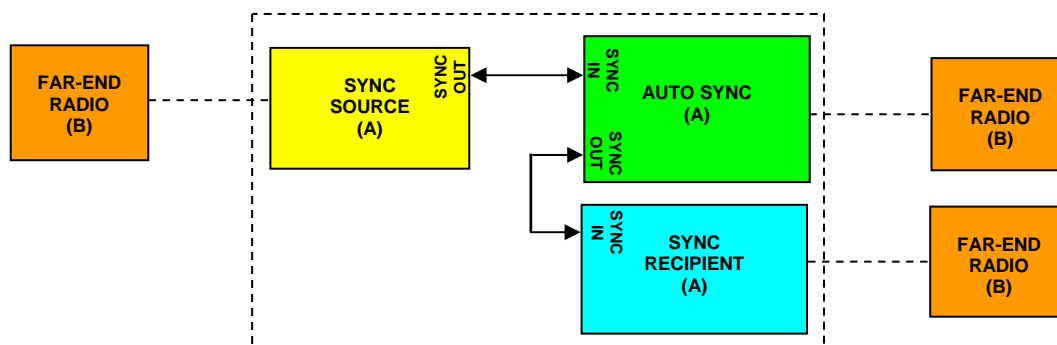 FAR-END
RADIO
(B)
SYNC
SOURCE
(A)
SYNC
OUT
SYNC
IN
AUTO SYNC
(A)
SYNC
OUT
FAR-END
RADIO
(B)
SYNC
IN
SYNC
RECIPIENT
(A)
FAR-END
RADIO
(B)